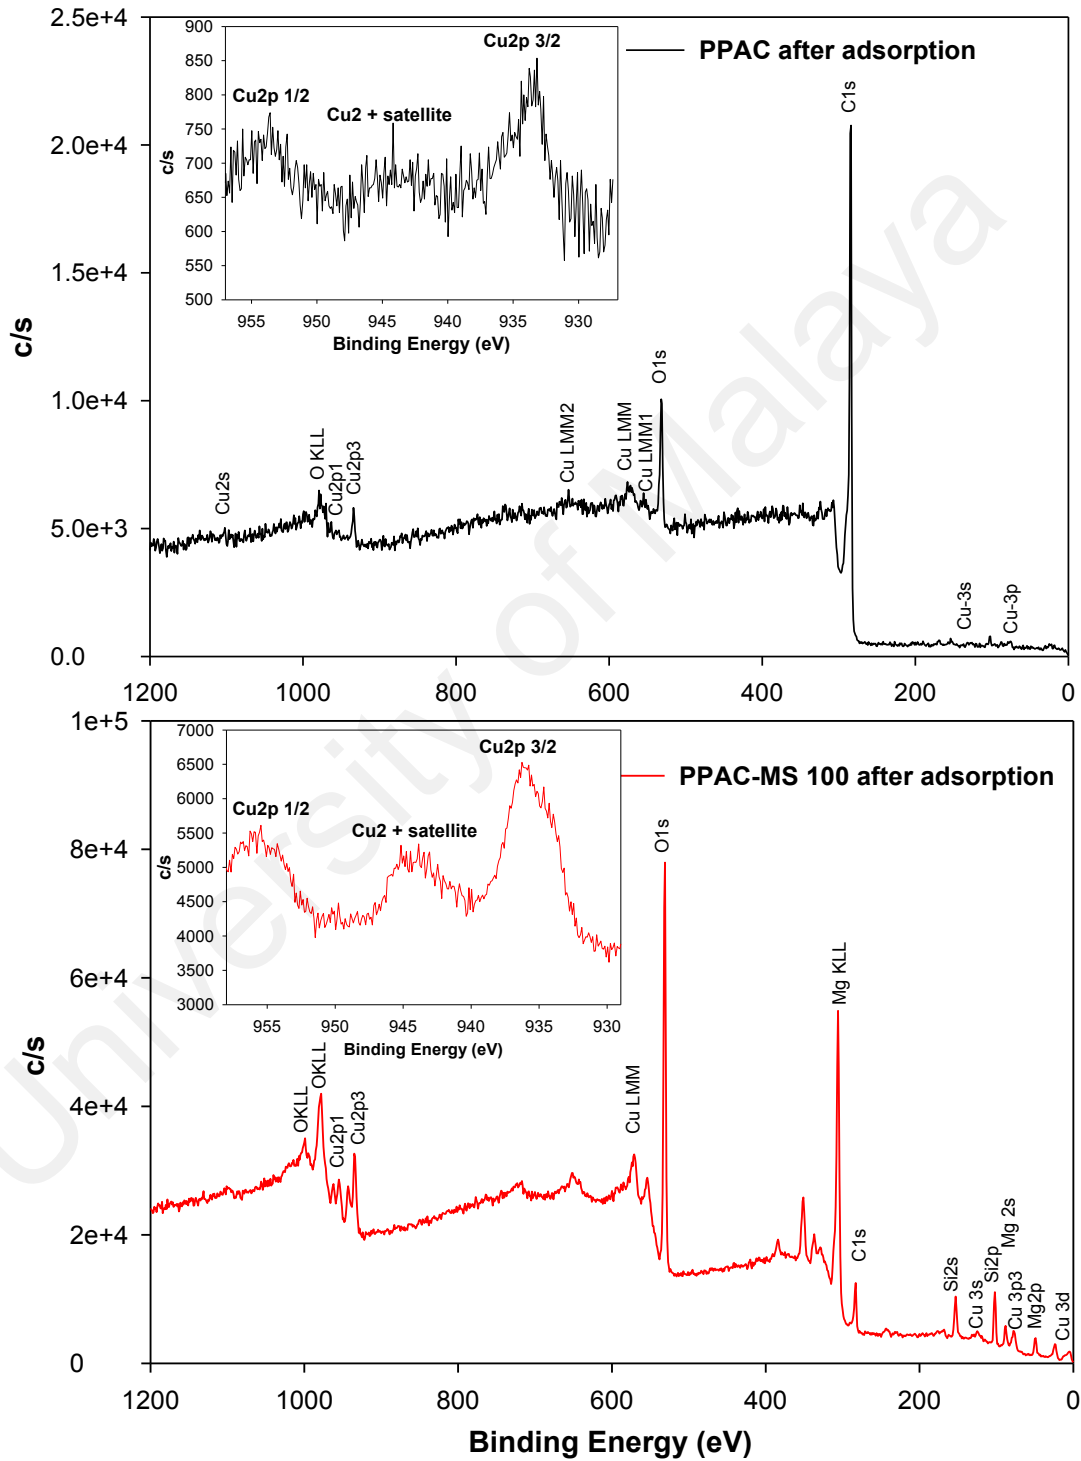 2.5e+4
2.0e+4
1.5e+4
1.0e+4
5.0e+3
0.0
c/s
1200
1000
800
600
400
200
0
PPAC after adsorption
900
850
800
750
700
650
600
550
500
c/s
955
950
945
940
935
930
Binding Energy (eV)
Cu2p 1/2
Cu2 + satellite
Cu2p 3/2
Cu2s
O KLL
Cu2p1
Cu2p3
Cu LMM2
Cu LMM
Cu LMM1
O1s
C1s
Cu-3s
Cu-3p
1e+5
8e+4
6e+4
4e+4
2e+4
0
c/s
1200
1000
800
600
400
200
0
Binding Energy (eV)
PPAC-MS 100 after adsorption
7000
6500
6000
5500
5000
4500
4000
3500
3000
c/s
955
950
945
940
935
930
Binding Energy (eV)
Cu2p 1/2
Cu2 + satellite
Cu2p 3/2
OKLL
OKLL
Cu2p1
Cu2p3
Cu LMM
O1s
Mg KLL
C1s
Si2s
Cu 3s
Si2p
Mg 2s
Cu 3p3
Mg2p
Cu 3d
University of Malaya